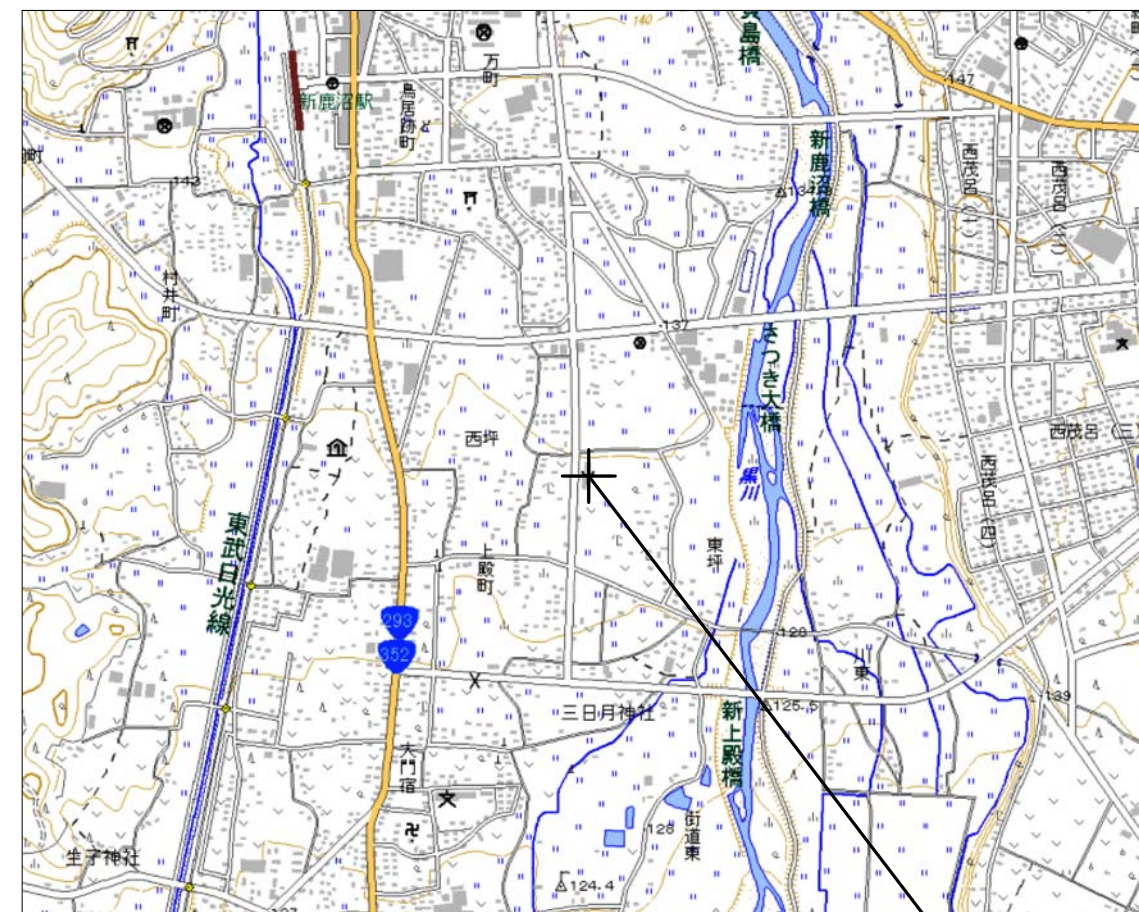 140
貝島橋
万町
147
新鹿沼駅
鳥居跡町
と
新鹿沼橋
西茂呂(一)
西茂呂(二)
町
143
村井町
137
さつき大橋
西坪
西茂呂(三
黒川
西茂呂(四)
東武日光線
上殿町
東坪
293
128
352
川東
三日月神社
139
125.5
新上殿橋
大門宿
街道東
128
生子神社
124.4
127